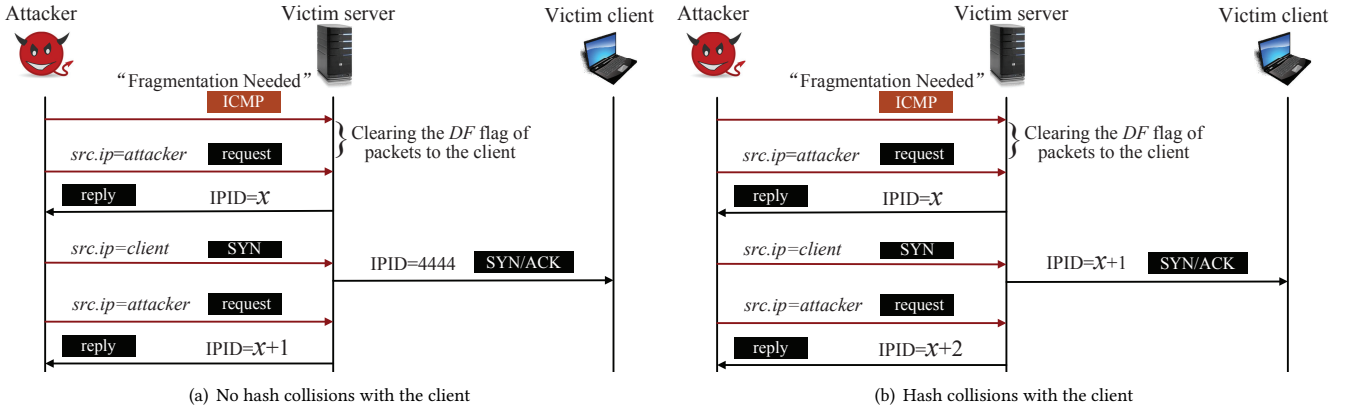 Attacker
Victim server
Victim client
“Fragmentation Needed”
ICMP
Clearing the DF flag of
packets to the client
src.ip=attacker
request
reply
IPID=x
src.ip=client
SYN
IPID=4444
SYN/ACK
src.ip=attacker
request
reply
IPID=x+1
(a) No hash collisions with the client
Attacker
Victim server
Victim client
“Fragmentation Needed”
ICMP
Clearing the DF flag of
packets to the client
src.ip=attacker
request
reply
IPID=x
src.ip=client
SYN
IPID=x+1
SYN/ACK
src.ip=attacker
request
reply
IPID=x+2
(b) Hash collisions with the client